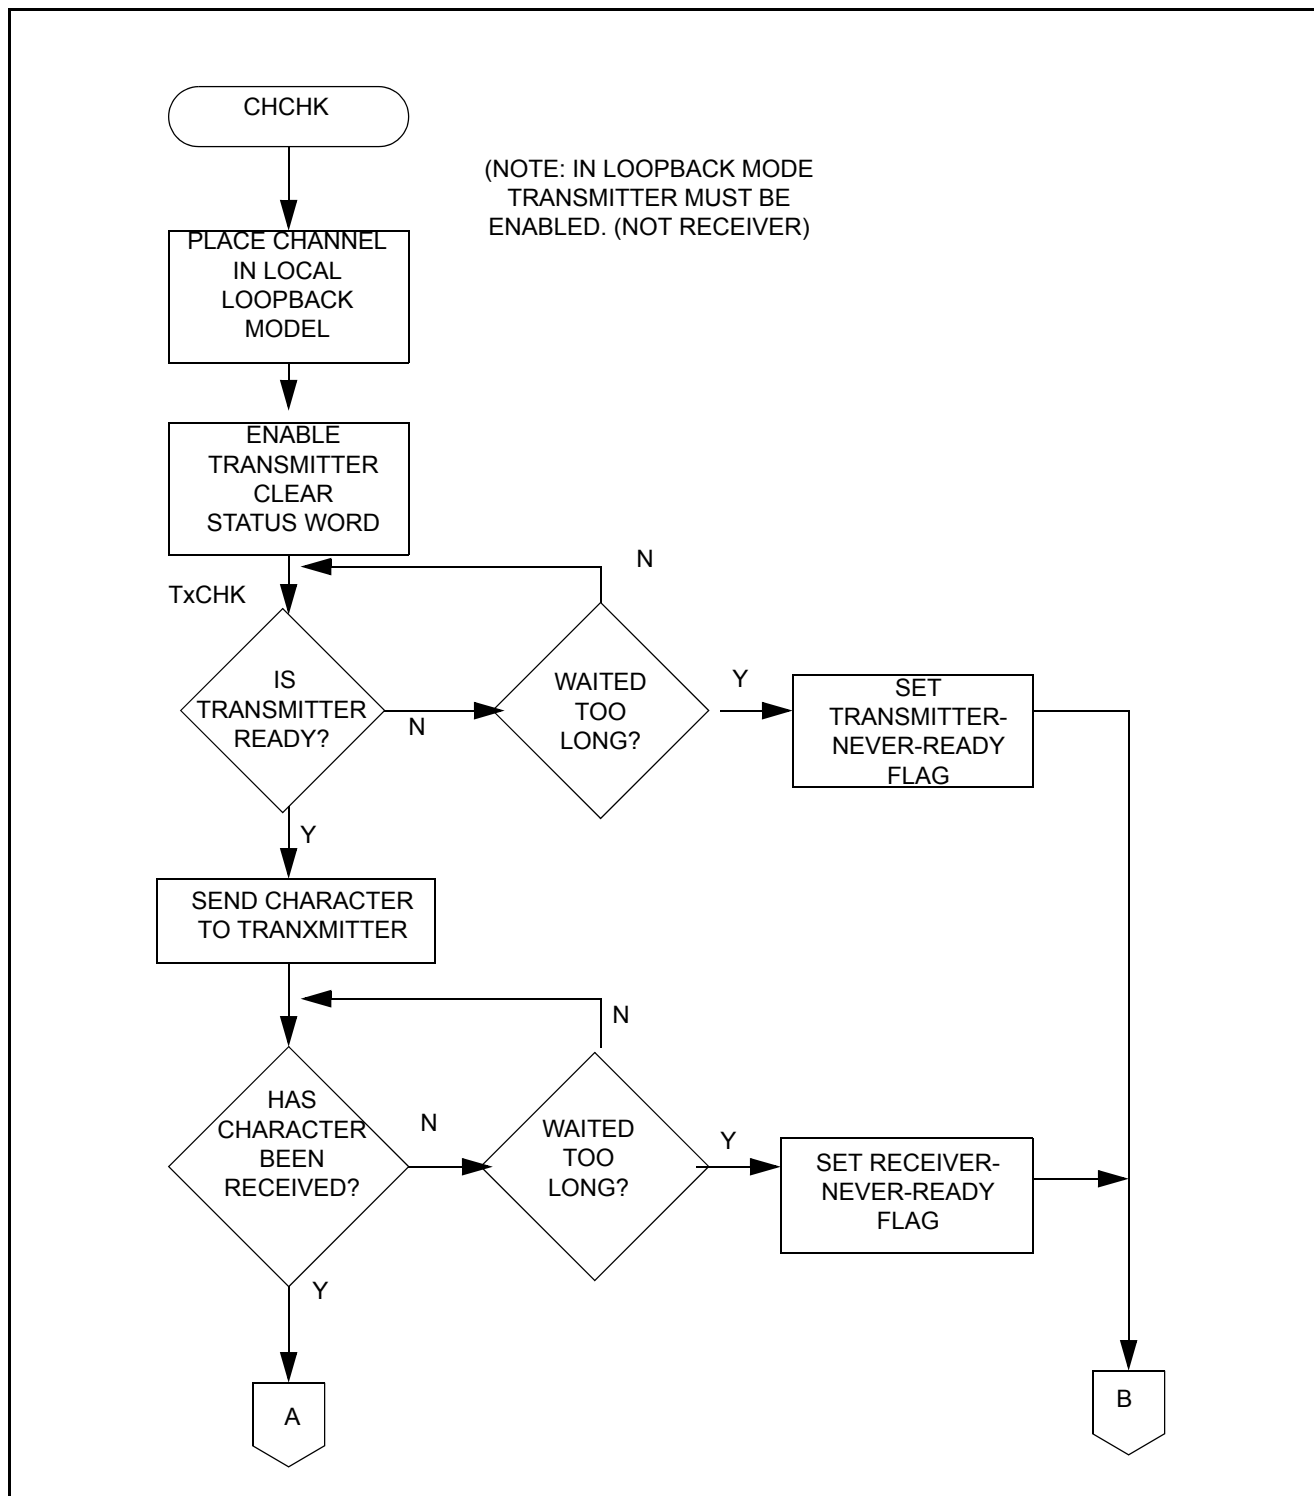 CHCHK
(NOTE: IN LOOPBACK MODE
TRANSMITTER MUST BE
ENABLED. (NOT RECEIVER)
PLACE CHANNEL
IN LOCAL
LOOPBACK
MODEL
ENABLE
TRANSMITTER
CLEAR
STATUS WORD
N
TxCHK
IS
TRANSMITTER
READY?
N
WAITED
TOO
LONG?
Y
SET
TRANSMITTER-
NEVER-READY
FLAG
Y
SEND CHARACTER
TO TRANXMITTER
N
HAS
CHARACTER
BEEN
RECEIVED?
N
WAITED
TOO
LONG?
Y
SET RECEIVER-
NEVER-READY
FLAG
Y
A
B